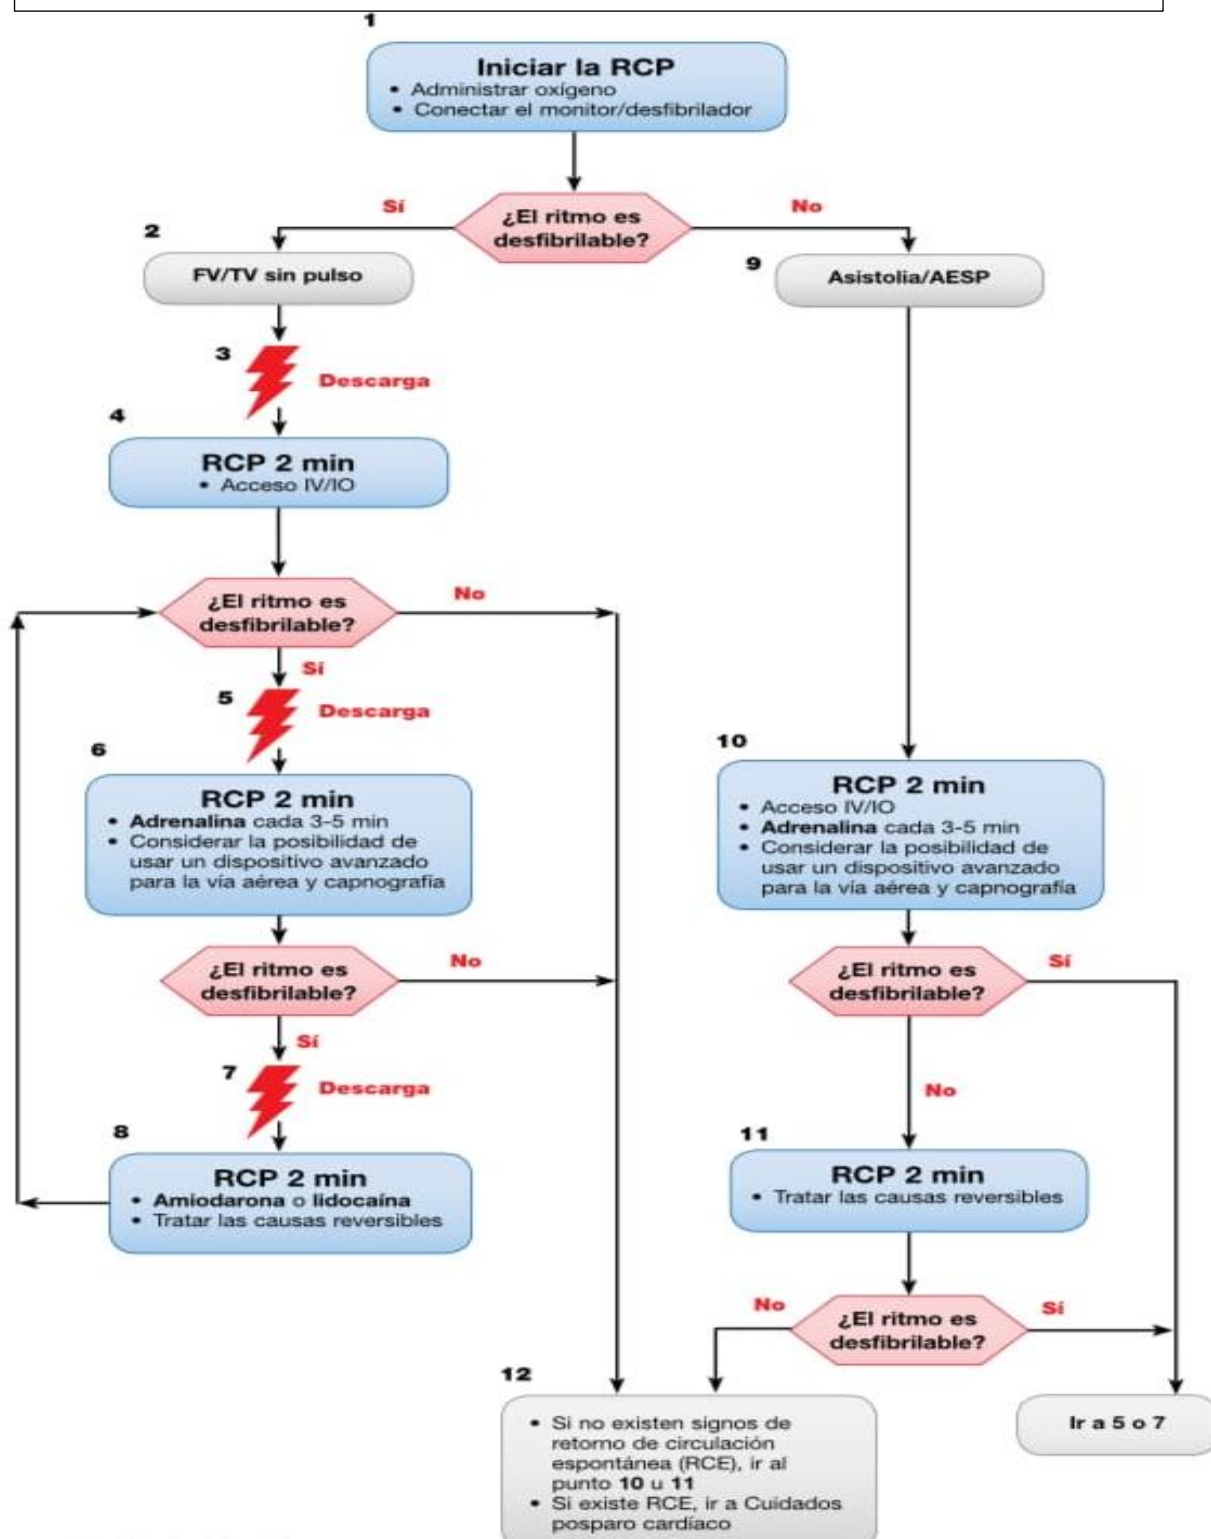 1
Iniciar la RCP
• Administrar oxígeno
• Conectar el monitor/desfibrilador
¿El ritmo es
desfibrilable?
Sí
No
2
FV/TV sin pulso
9
Asistolia/AESP
3
Descarga
4
RCP 2 min
• Acceso IV/IO
¿El ritmo es
desfibrilable?
No
Sí
5
Descarga
6
RCP 2 min
• Adrenalina cada 3-5 min
• Considerar la posibilidad de
usar un dispositivo avanzado
para la vía aérea y capnografía
10
RCP 2 min
• Acceso IV/IO
• Adrenalina cada 3-5 min
• Considerar la posibilidad de
usar un dispositivo avanzado
para la vía aérea y capnografía
¿El ritmo es
desfibrilable?
No
Sí
¿El ritmo es
desfibrilable?
Sí
No
7
Descarga
8
RCP 2 min
• Amiodarona o lidocaína
• Tratar las causas reversibles
11
RCP 2 min
• Tratar las causas reversibles
¿El ritmo es
desfibrilable?
No
Sí
12
• Si no existen signos de
retorno de circulación
espontánea (RCE), ir al
punto 10 u 11
• Si existe RCE, ir a Cuidados
posparo cardíaco
Ir a 5 o 7